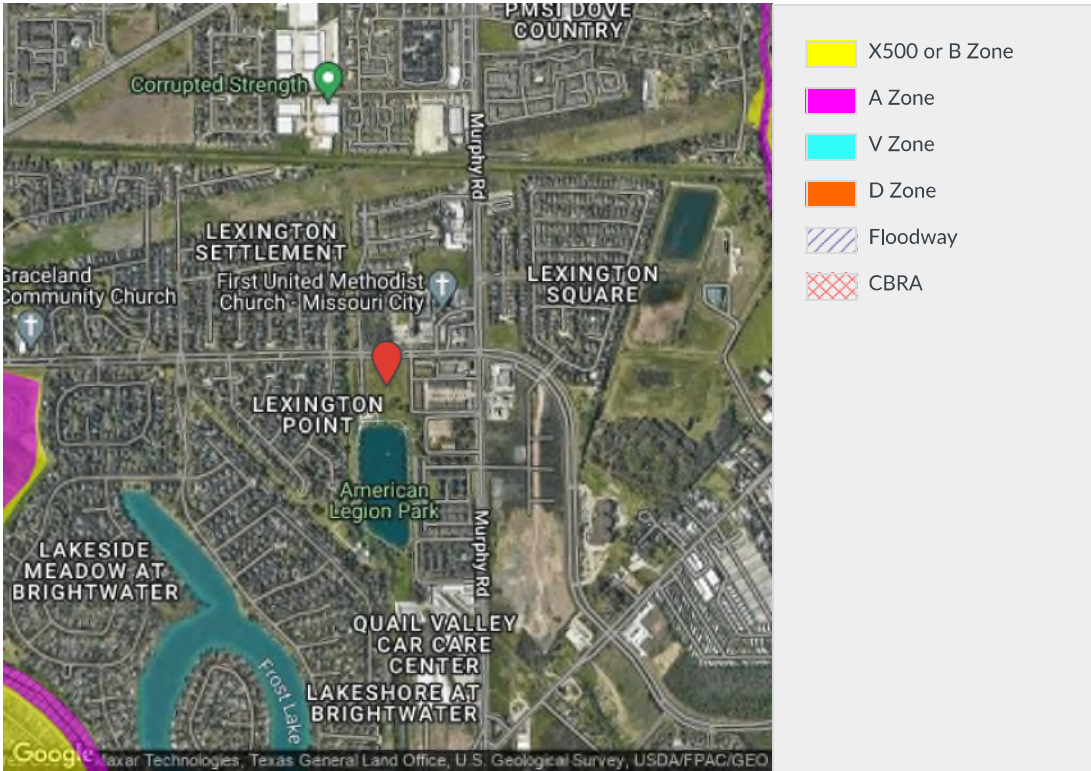 PMSI DOVE
COUNTRY
Corrupted Strength
Murphy Rd
LEXINGTON
SETTLEMENT
First United Methodist
Church - Missouri City
LEXINGTON
SQUARE
Graceland
Community Church
LEXINGTON
POINT
American
Legion Park
Murphy Rd
LAKESIDE
MEADOW AT
BRIGHTWATER
QUAIL VALLEY
CAR CARE
CENTER
Frost Lake
LAKESHORE AT
BRIGHTWATER
Google
Maxar Technologies, Texas General Land Office, U.S. Geological Survey, USDA/FPAC/GEO
X500 or B Zone
A Zone
V Zone
D Zone
Floodway
CBRA